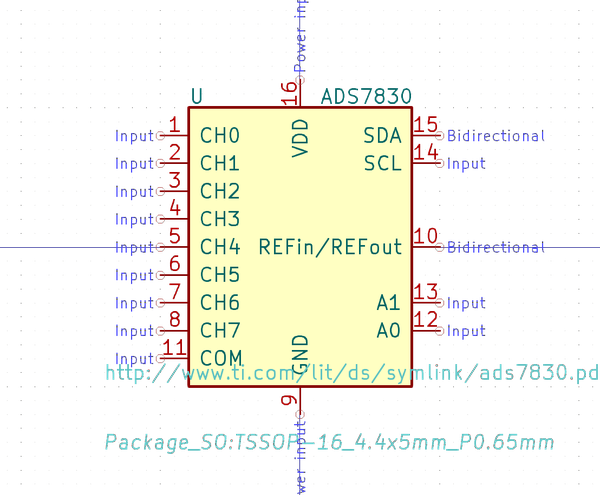 Power inp
16
U ADS7830
VDD
Input 1 CH0 SDA 15 Bidirectional
Input 2 CH1 SCL 14 Input
Input 3 CH2
Input 4 CH3
Input 5 CH4 REFin/REFout 10 Bidirectional
Input 6 CH5
Input 7 CH6 A1 13 Input
Input 8 CH7 A0 12 Input
Input 11 COM
GND
http://www.ti.com/lit/ds/symlink/ads7830.pd
9
Package_SO:TSSOP-16_4.4x5mm_P0.65mm
wer input